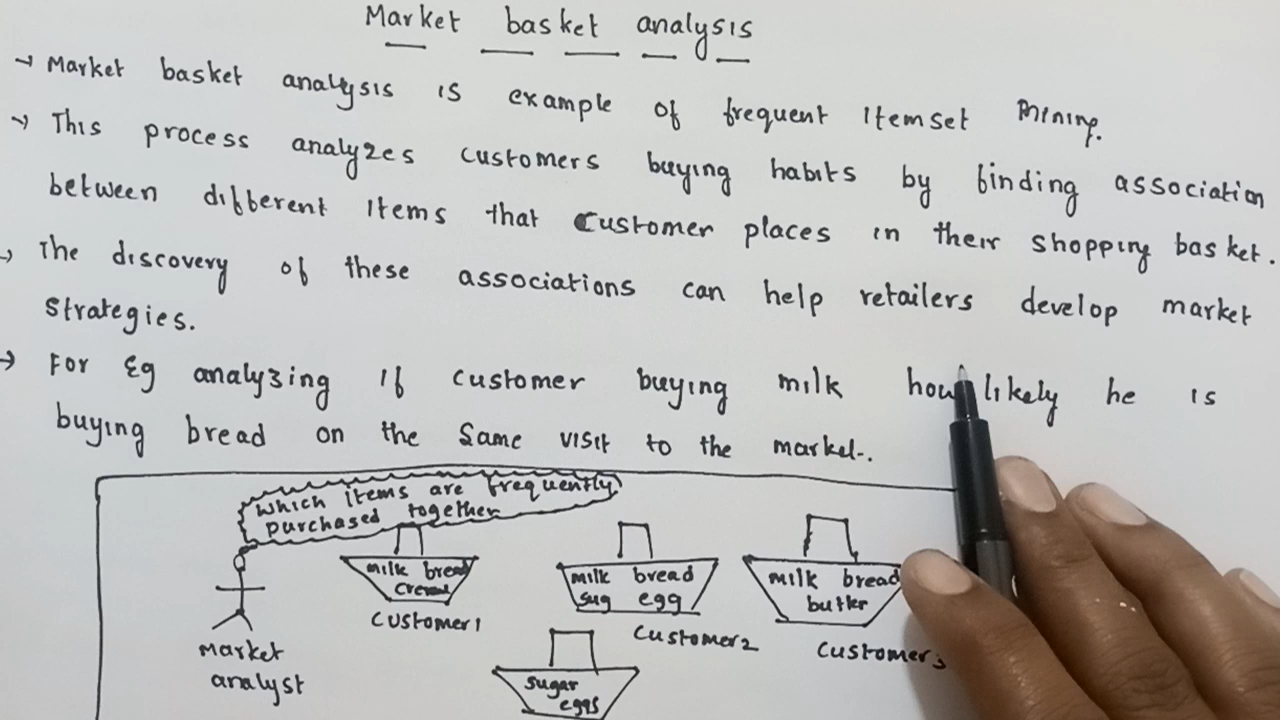 Market basket analysis
→ Market basket analysis is example of frequent itemset Mining.
→ This process analyzes customers buying habits by finding association
between different items that customer places in their shopping basket.
→ The discovery of these associations can help retailers develop market
strategies.
→ For Eg analyzing if customer buying milk how likely he is
buying bread on the same visit to the market.
which items are frequently
purchased together
milk bread
milk bread
sug egg
milk bread
butter
customer1
customer2
customer3
Market
analyst
sugar
eggs